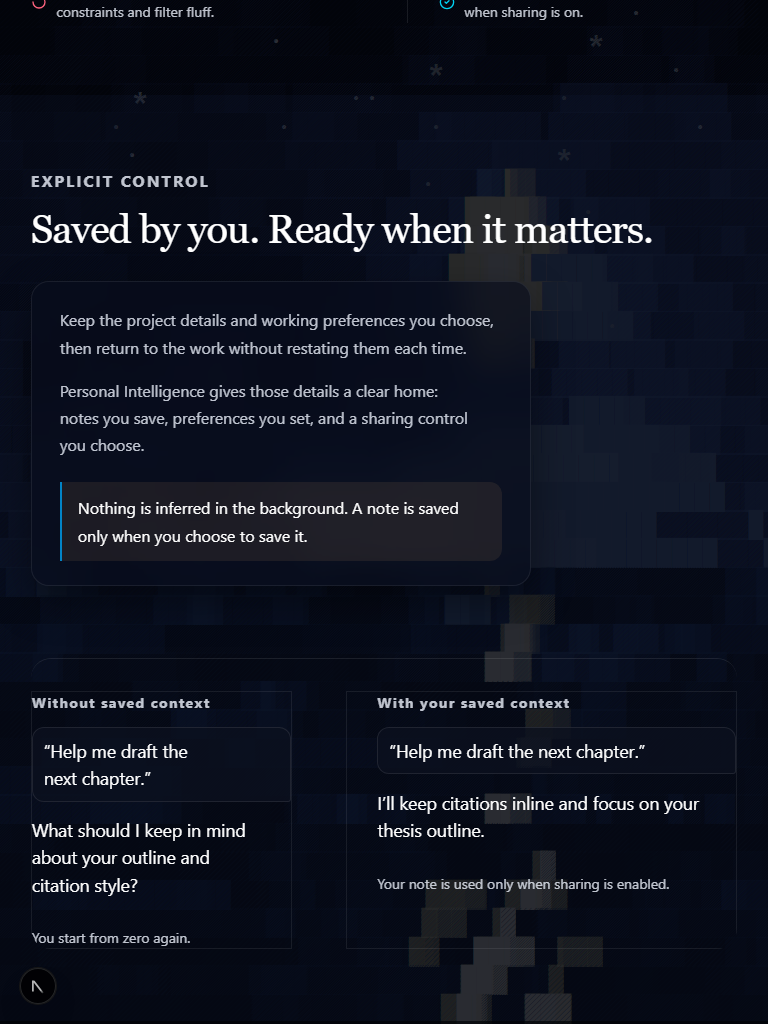 constraints and filter fluff.
when sharing is on.
EXPLICIT CONTROL
Saved by you. Ready when it matters.
Keep the project details and working preferences you choose,
then return to the work without restating them each time.
Personal Intelligence gives those details a clear home:
notes you save, preferences you set, and a sharing control
you choose.
Nothing is inferred in the background. A note is saved
only when you choose to save it.
Without saved context
“Help me draft the
next chapter.”
What should I keep in mind
about your outline and
citation style?
You start from zero again.
With your saved context
“Help me draft the next chapter.”
I’ll keep citations inline and focus on your
thesis outline.
Your note is used only when sharing is enabled.